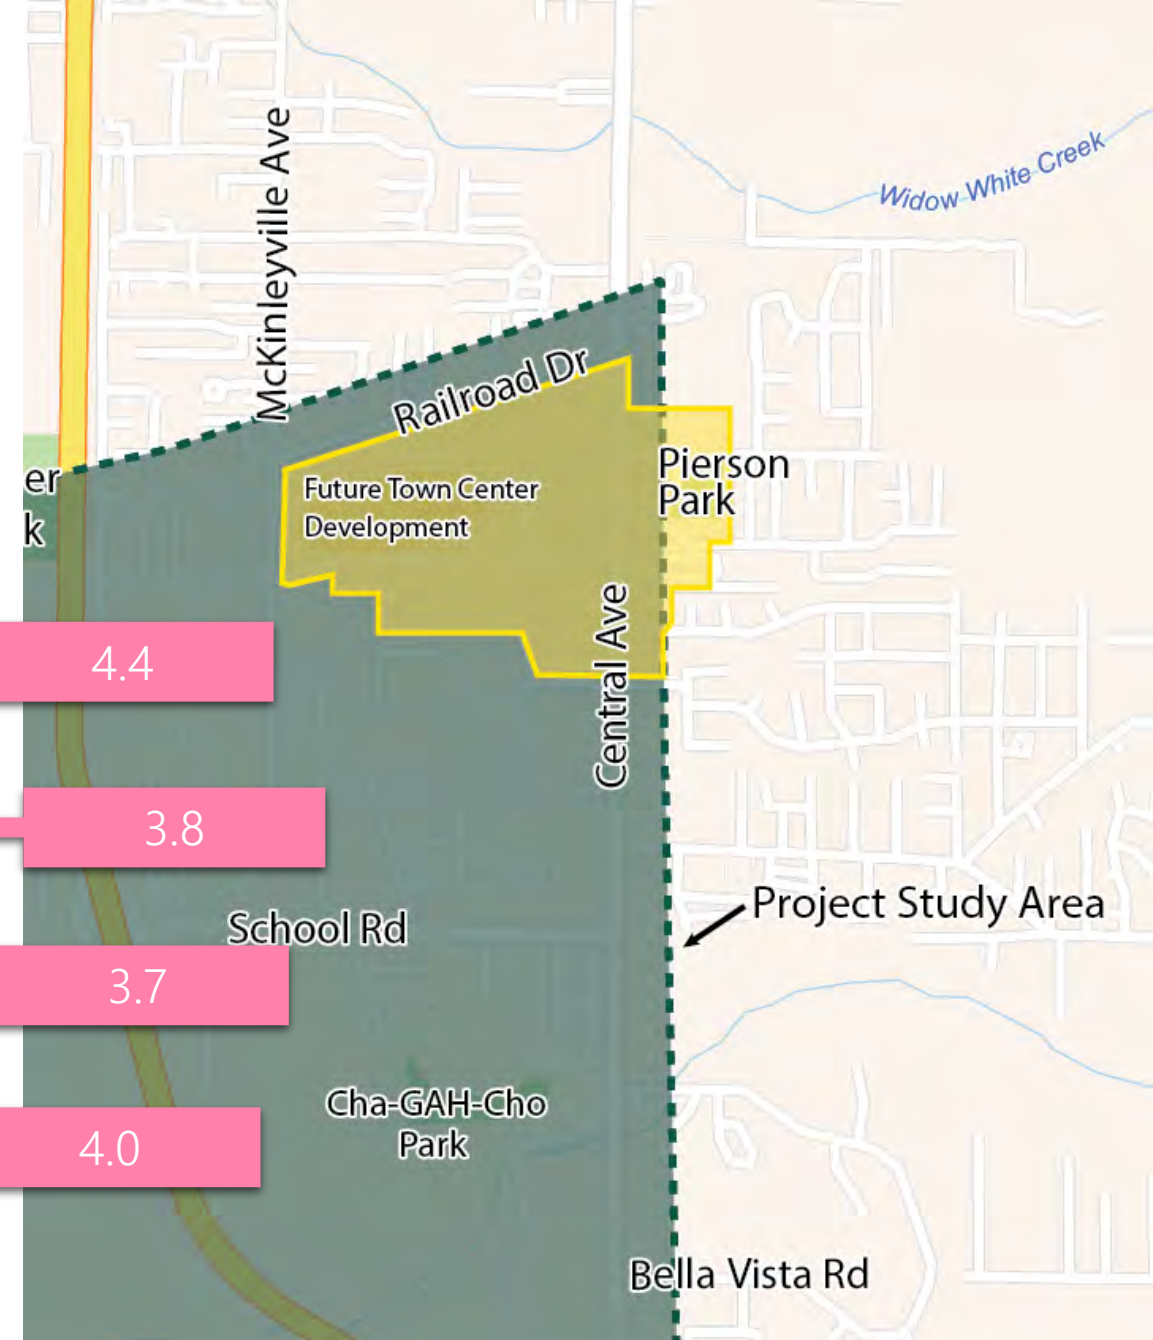 McKinleyville Ave
Widow White Creek
Railroad Dr
er
k
Pierson
Park
Future Town Center
Development
Central Ave
4.4
3.8
Project Study Area
School Rd
3.7
Cha-GAH-Cho
Park
4.0
Bella Vista Rd